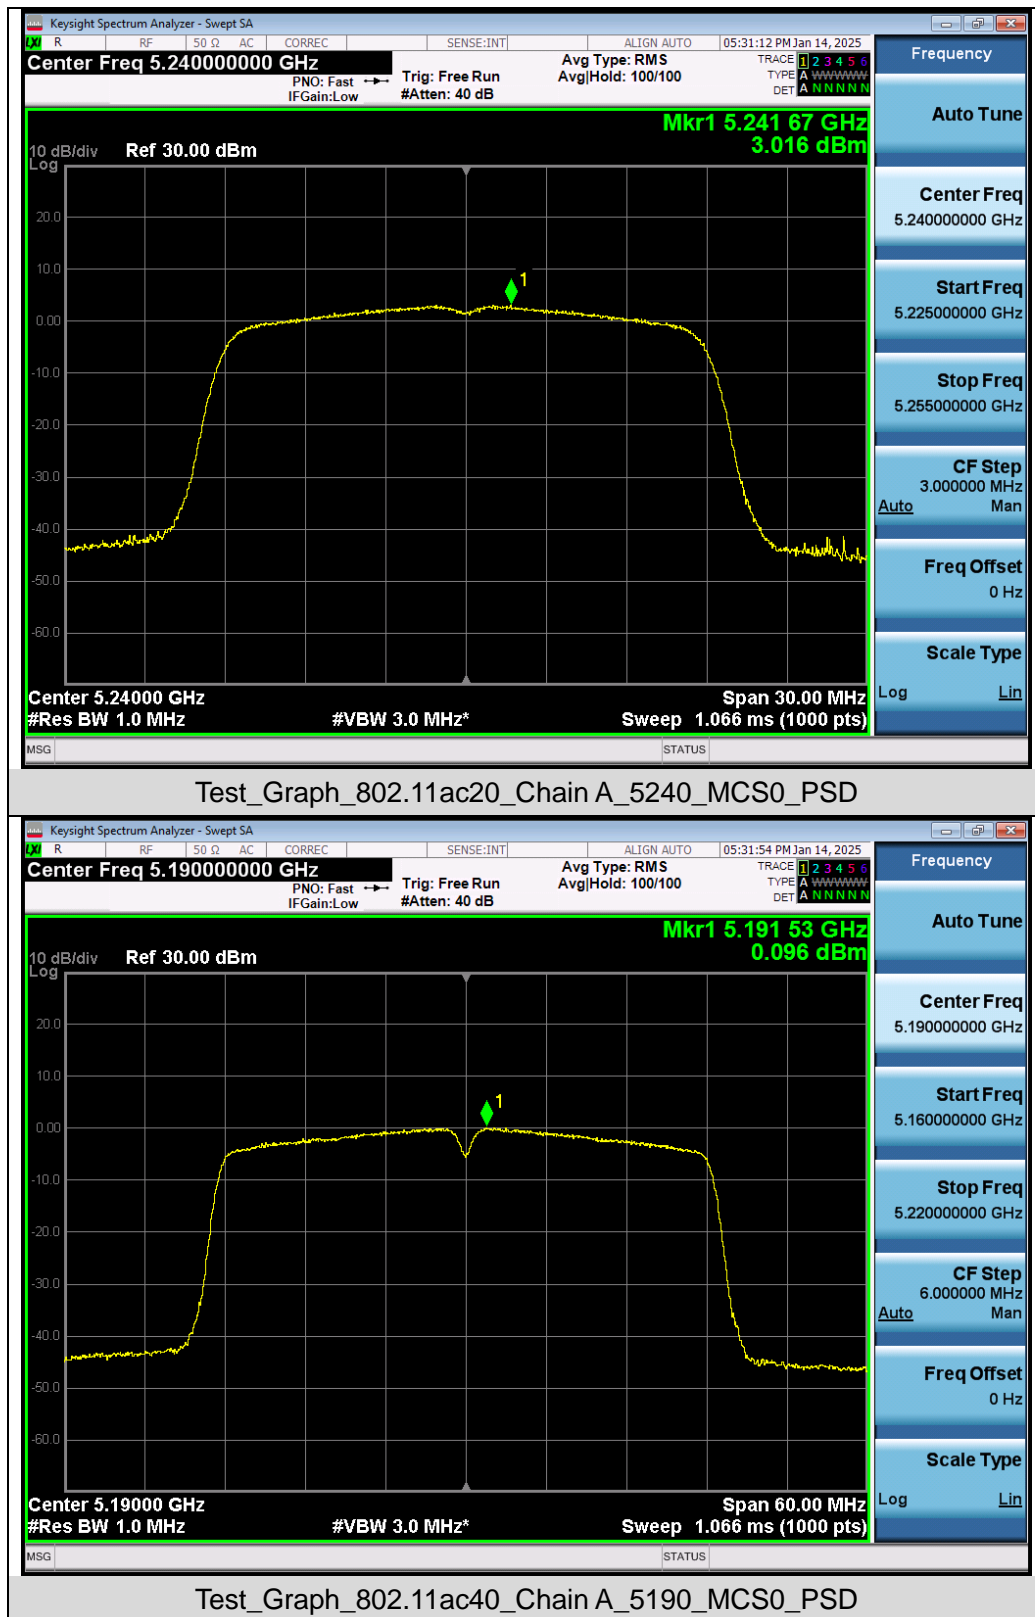 Keysight Spectrum Analyzer - Swept SA
LXI R RF 50 Ω AC CORREC SENSE:INT ALIGN AUTO 05:31:12 PM Jan 14, 2025
Center Freq 5.240000000 GHz
PNO: Fast
IFGain:Low
Trig: Free Run
#Atten: 40 dB
Avg Type: RMS
Avg|Hold: 100/100
TRACE 1 2 3 4 5 6
TYPE A WWWWW
DET A N N N N N
Mkr1 5.241 67 GHz
3.016 dBm
10 dB/div Ref 30.00 dBm
Log
20.0
10.0
0.00
-10.0
-20.0
-30.0
-40.0
-50.0
-60.0
1
Center 5.24000 GHz Span 30.00 MHz
#Res BW 1.0 MHz #VBW 3.0 MHz* Sweep 1.066 ms (1000 pts)
MSG STATUS
Frequency
Auto Tune
Center Freq
5.240000000 GHz
Start Freq
5.225000000 GHz
Stop Freq
5.255000000 GHz
CF Step
3.000000 MHz
Auto Man
Freq Offset
0 Hz
Scale Type
Log Lin
Test_Graph_802.11ac20_Chain A_5240_MCS0_PSD
Keysight Spectrum Analyzer - Swept SA
LXI R RF 50 Ω AC CORREC SENSE:INT ALIGN AUTO 05:31:54 PM Jan 14, 2025
Center Freq 5.190000000 GHz
PNO: Fast
IFGain:Low
Trig: Free Run
#Atten: 40 dB
Avg Type: RMS
Avg|Hold: 100/100
TRACE 1 2 3 4 5 6
TYPE A WWWWW
DET A N N N N N
Mkr1 5.191 53 GHz
0.096 dBm
10 dB/div Ref 30.00 dBm
Log
20.0
10.0
0.00
-10.0
-20.0
-30.0
-40.0
-50.0
-60.0
1
Center 5.19000 GHz Span 60.00 MHz
#Res BW 1.0 MHz #VBW 3.0 MHz* Sweep 1.066 ms (1000 pts)
MSG STATUS
Frequency
Auto Tune
Center Freq
5.190000000 GHz
Start Freq
5.160000000 GHz
Stop Freq
5.220000000 GHz
CF Step
6.000000 MHz
Auto Man
Freq Offset
0 Hz
Scale Type
Log Lin
Test_Graph_802.11ac40_Chain A_5190_MCS0_PSD